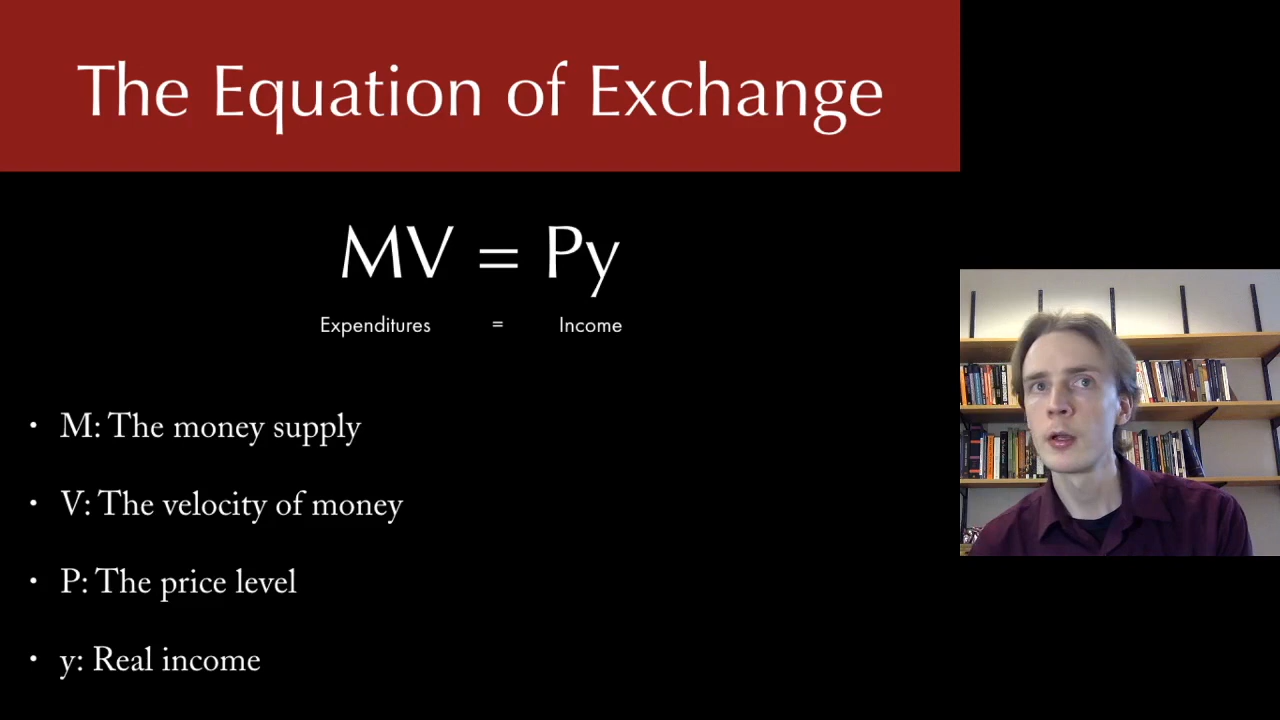 The Equation of Exchange
MV = Py
Expenditures = Income
• M: The money supply
• V: The velocity of money
• P: The price level
• y: Real income